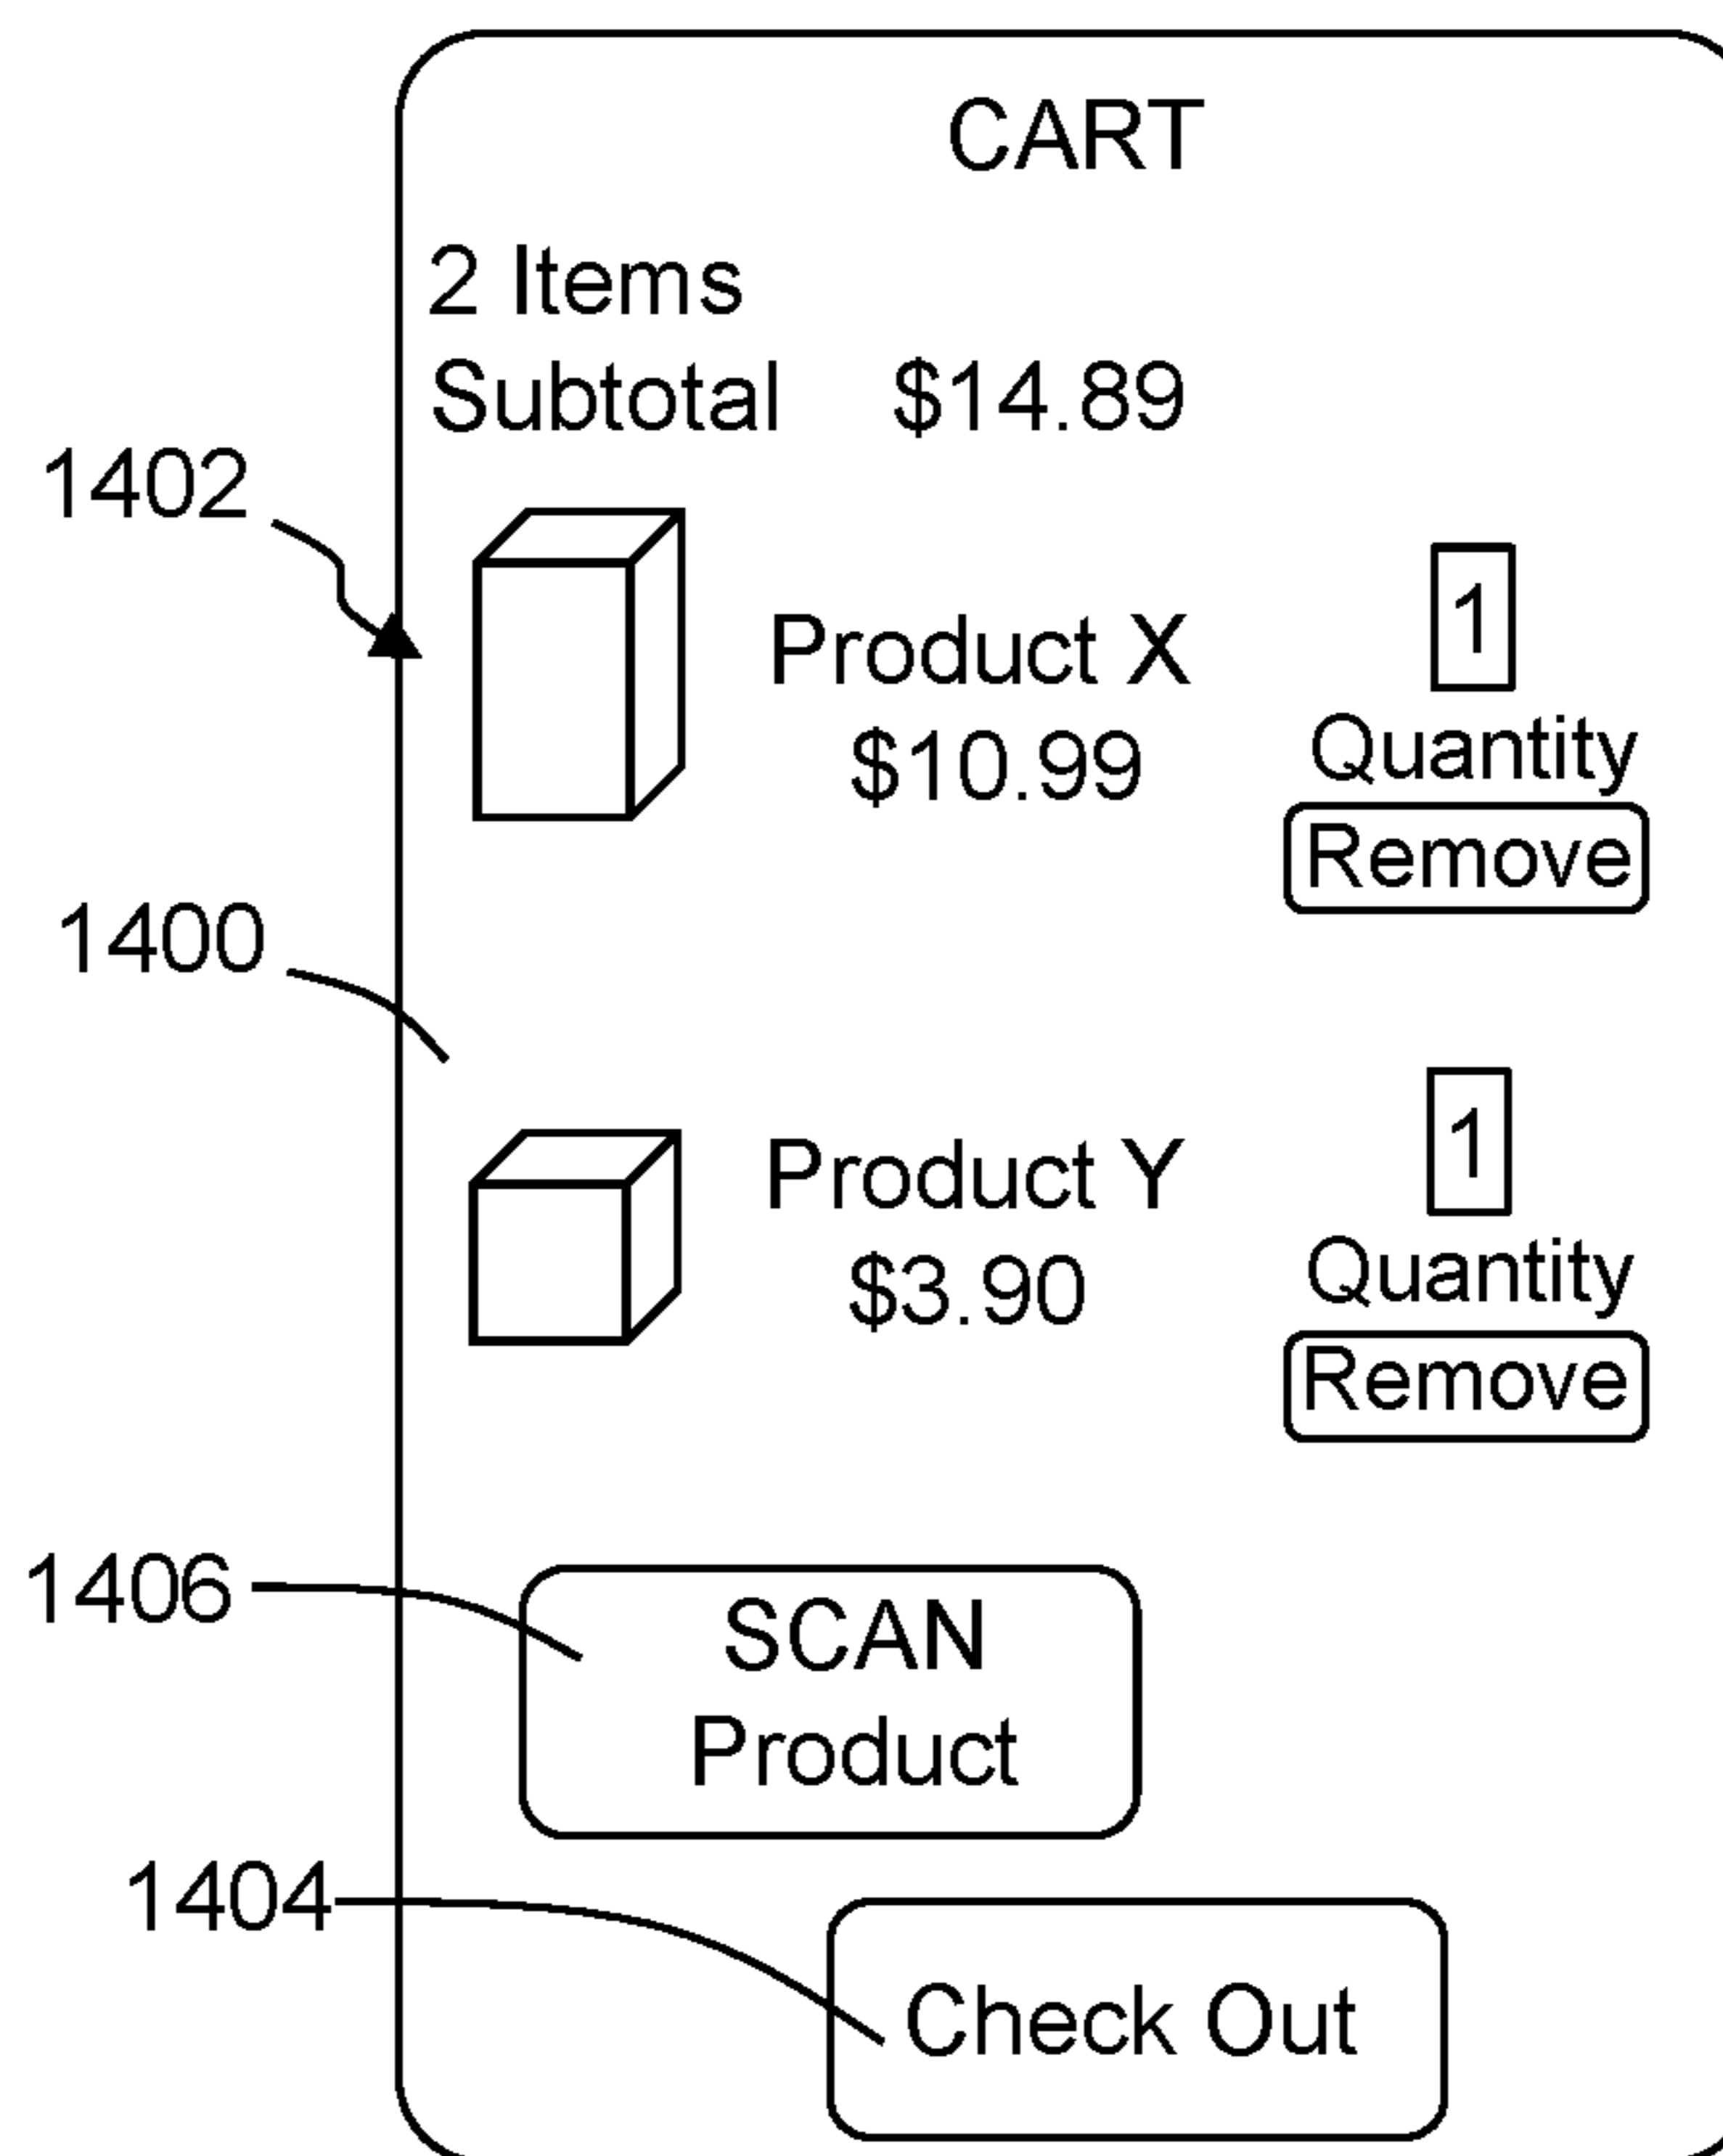 CART
2 Items
Subtotal $14.89
1402
1
Product X
$10.99
Quantity
Remove
1400
1
Product Y
$3.90
Quantity
Remove
1406
SCAN
Product
1404
Check Out